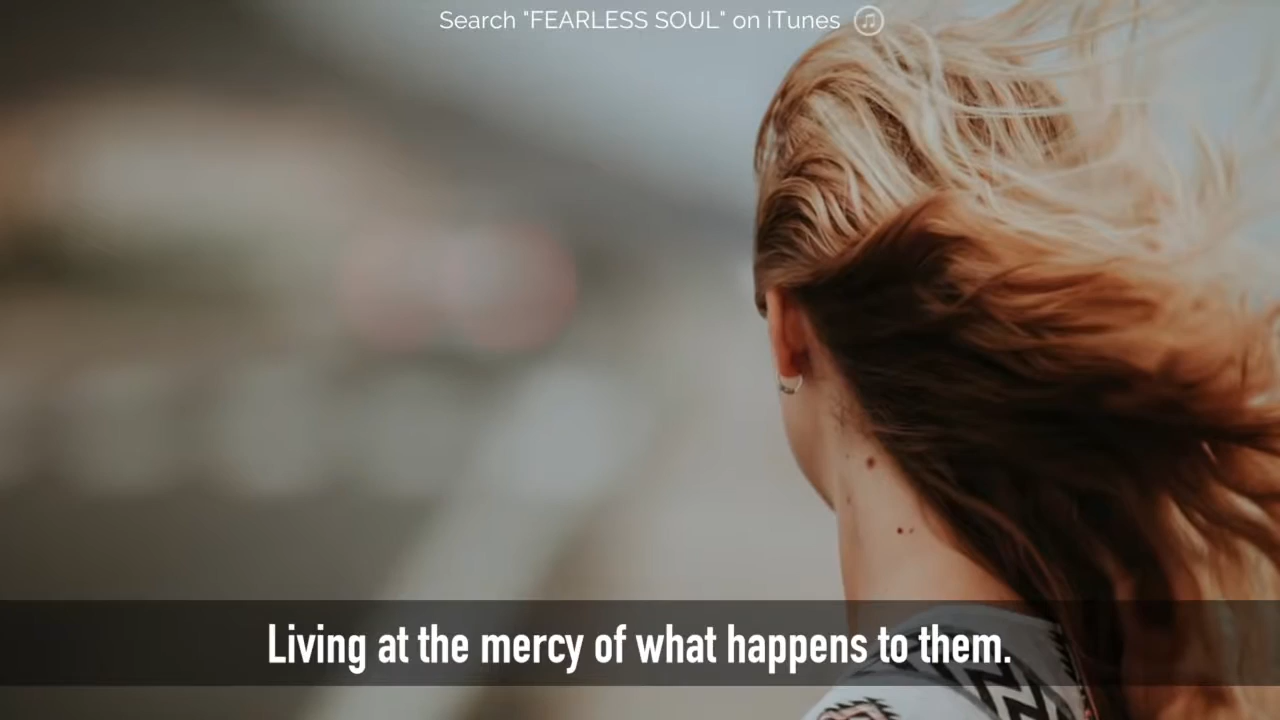 Search "FEARLESS SOUL" on iTunes
Living at the mercy of what happens to them.